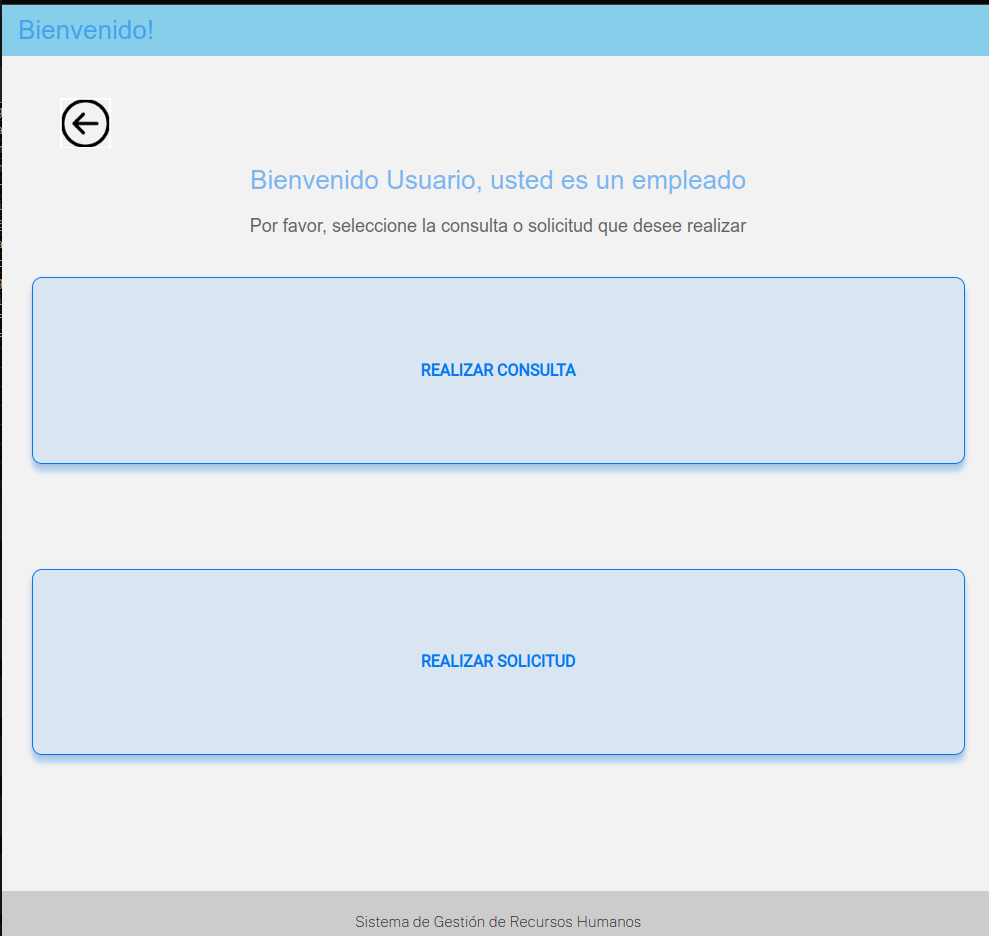 Bienvenido!
Bienvenido Usuario, usted es un empleado
Por favor, seleccione la consulta o solicitud que desee realizar
REALIZAR CONSULTA
REALIZAR SOLICITUD
Sistema de Gestión de Recursos Humanos